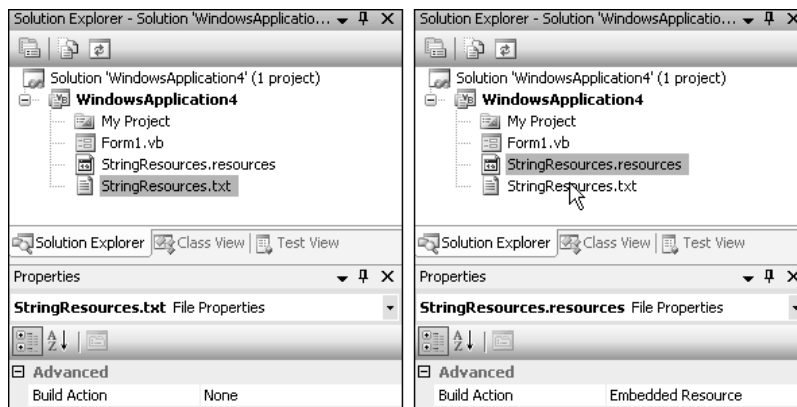 Solution Explorer - Solution 'WindowsApplicatio...
Solution 'WindowsApplication4' (1 project)
WindowsApplication4
My Project
Form1.vb
StringResources.resources
StringResources.txt
Solution Explorer Class View Test View
Properties
StringResources.txt File Properties
Advanced
Build Action None
Solution Explorer - Solution 'WindowsApplicatio...
Solution 'WindowsApplication4' (1 project)
WindowsApplication4
My Project
Form1.vb
StringResources.resources
StringResources.txt
Solution Explorer Class View Test View
Properties
StringResources.resources File Properties
Advanced
Build Action Embedded Resource